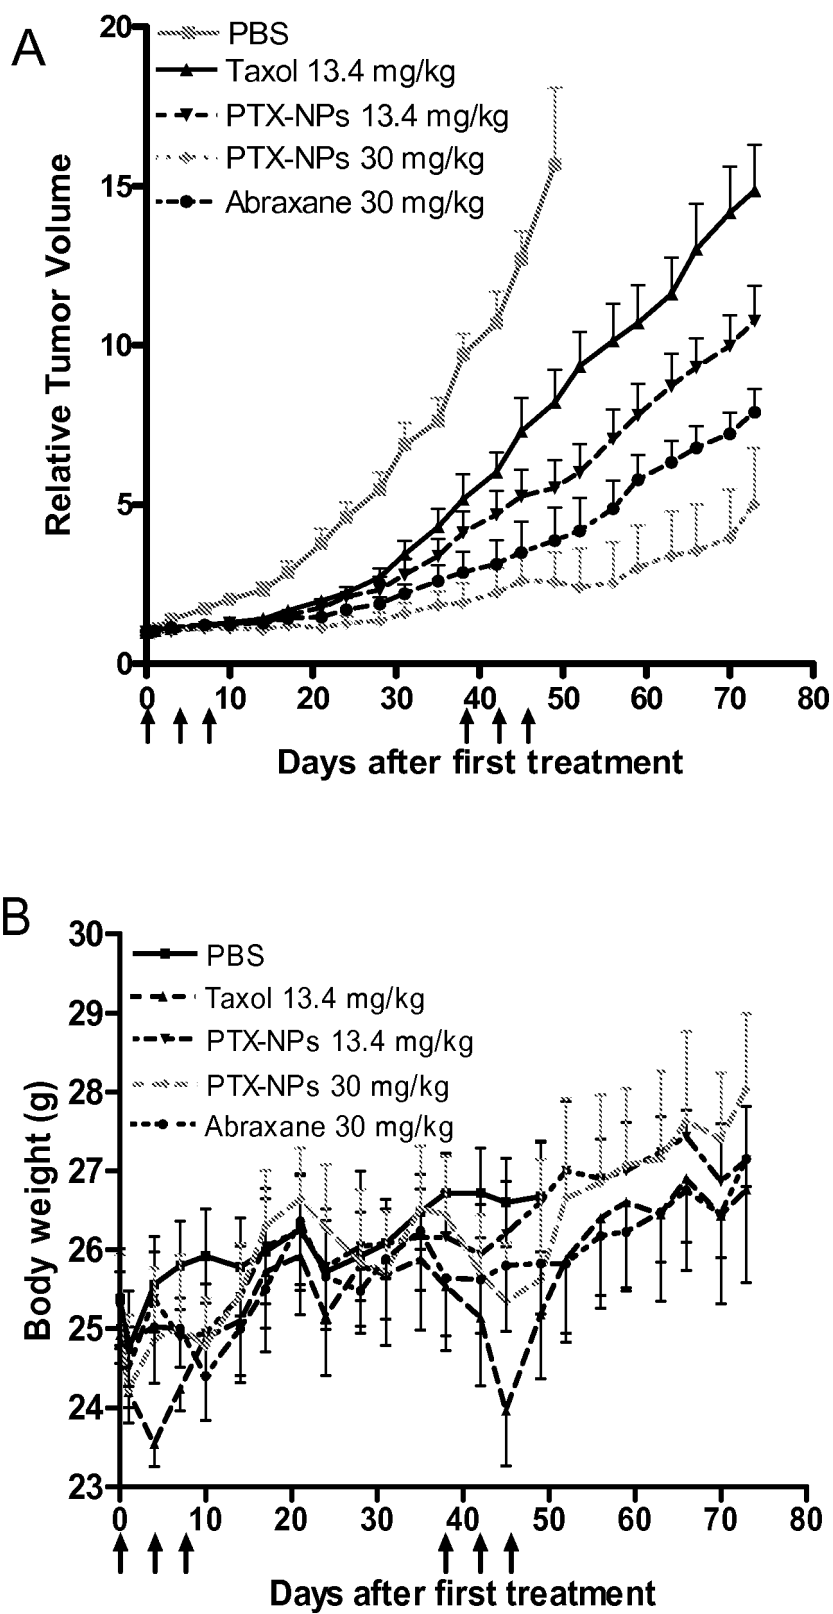 A
20
15
10
5
0
Relative Tumor Volume
PBS
Taxol 13.4 mg/kg
PTX-NPs 13.4 mg/kg
PTX-NPs 30 mg/kg
Abraxane 30 mg/kg
0 10 20 30 40 50 60 70 80
Days after first treatment
B
30
29
28
27
26
25
24
23
Body weight (g)
PBS
Taxol 13.4 mg/kg
PTX-NPs 13.4 mg/kg
PTX-NPs 30 mg/kg
Abraxane 30 mg/kg
0 10 20 30 40 50 60 70 80
Days after first treatment